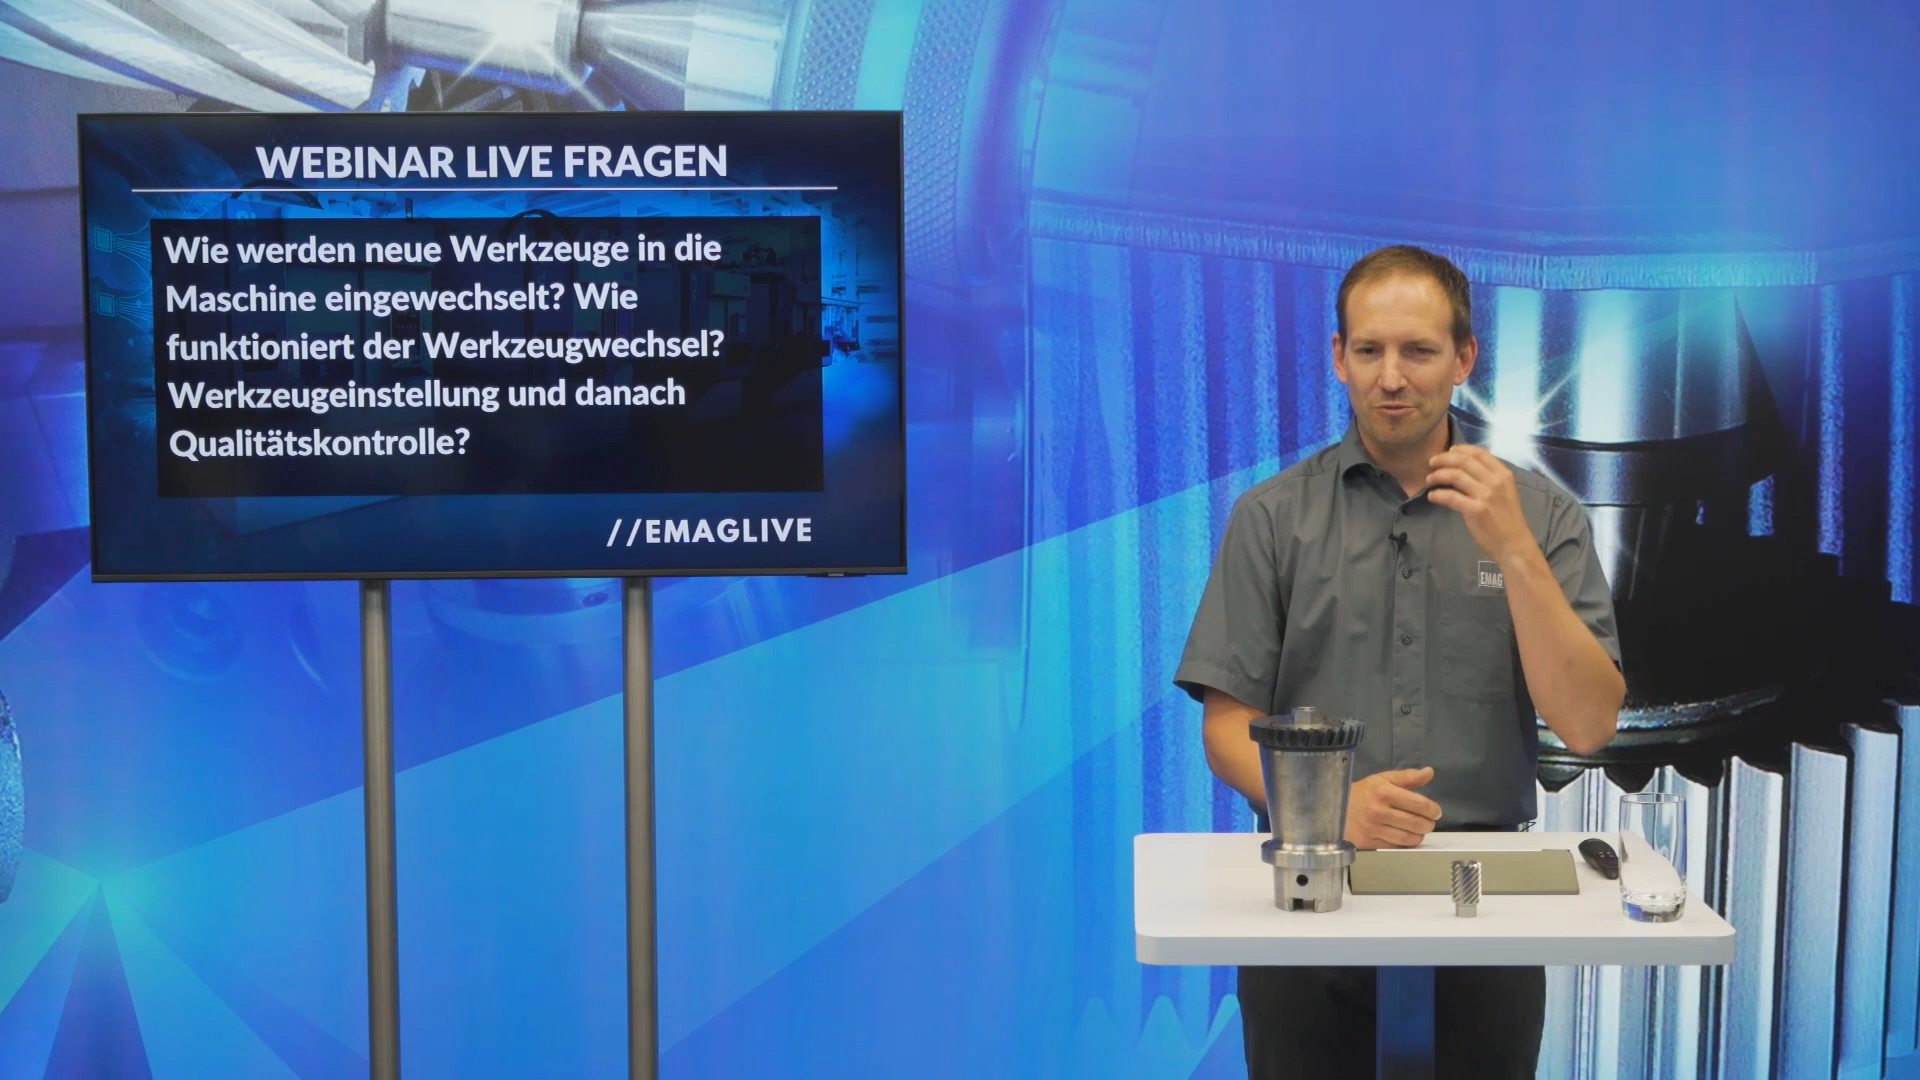 WEBINAR LIVE FRAGEN
Wie werden neue Werkzeuge in die
Maschine eingewechselt? Wie
funktioniert der Werkzeugwechsel?
Werkzeugeinstellung und danach
Qualitätskontrolle?
//EMAGLIVE
EMAG